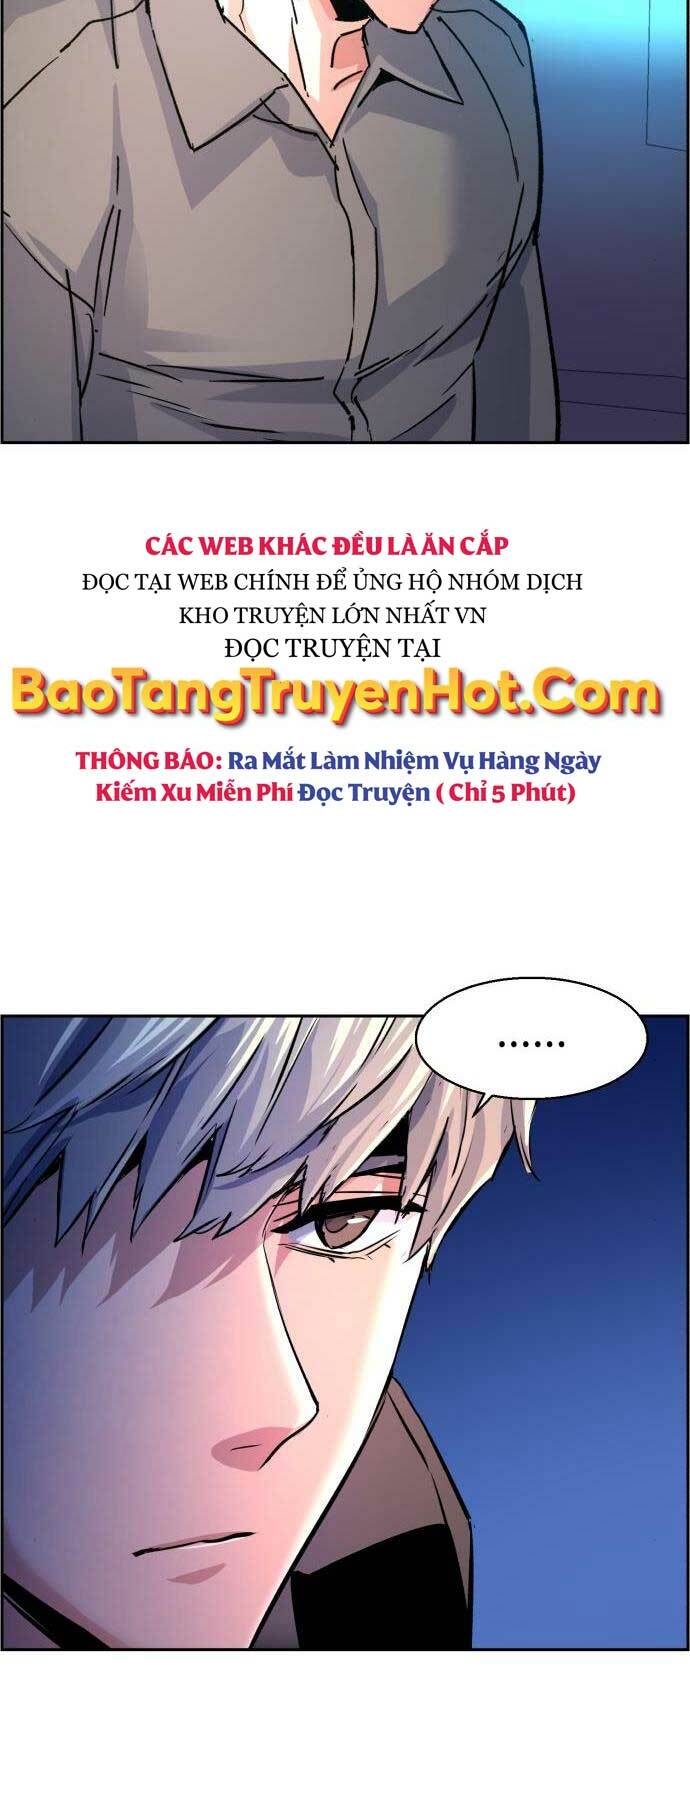 CÁC WEB KHÁC ĐỀU LÀ ĂN CẮP
ĐỌC TẠI WEB CHÍNH ĐỂ ỦNG HỘ NHÓM DỊCH
KHO TRUYỆN LỚN NHẤT VN
ĐỌC TRUYỆN TẠI
BaoTangTruyenHot.Com
THÔNG BÁO: Ra Mắt Làm Nhiệm Vụ Hàng Ngày
Kiếm Xu Miễn Phí Đọc Truyện ( Chỉ 5 Phút)
......